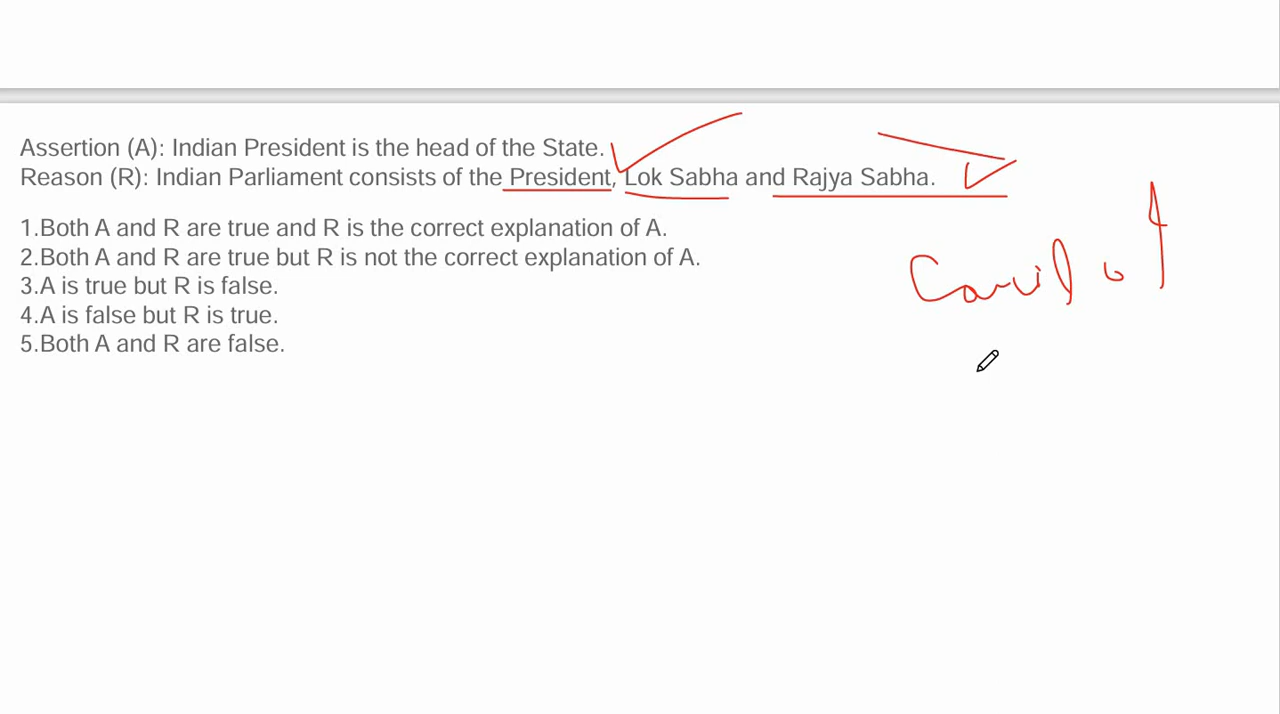 Assertion (A): Indian President is the head of the State.
Reason (R): Indian Parliament consists of the President, Lok Sabha and Rajya Sabha.
1.Both A and R are true and R is the correct explanation of A.
2.Both A and R are true but R is not the correct explanation of A.
3.A is true but R is false.
4.A is false but R is true.
5.Both A and R are false.